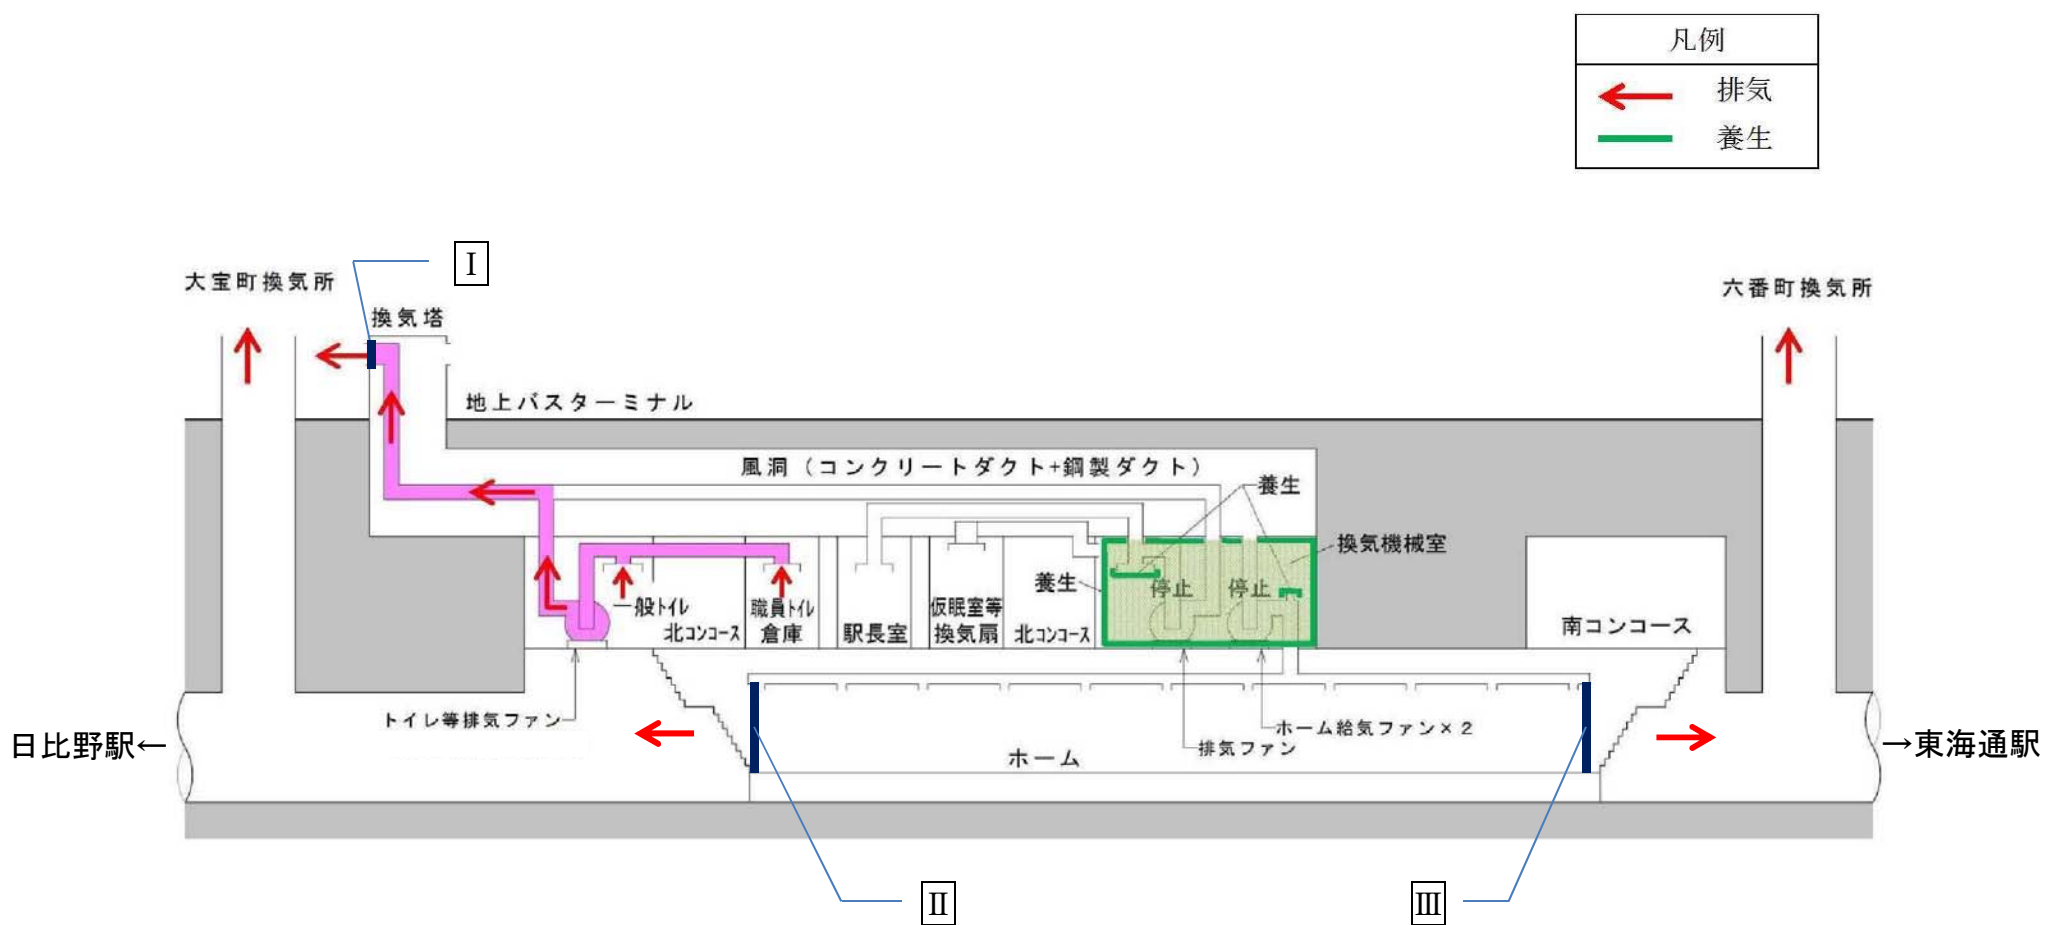 凡例
排気
養生
Ⅰ
大宝町換気所
六番町換気所
換気塔
地上バスターミナル
風洞（コンクリートダクト+鋼製ダクト）
養生
換気機械室
養生
停止
停止
一般トイレ
北コンコース
職員トイレ
倉庫
駅長室
仮眠室等
換気扇
北コンコース
南コンコース
トイレ等排気ファン
ホーム給気ファン×2
排気ファン
ホーム
日比野駅←
→東海通駅
Ⅱ
Ⅲ